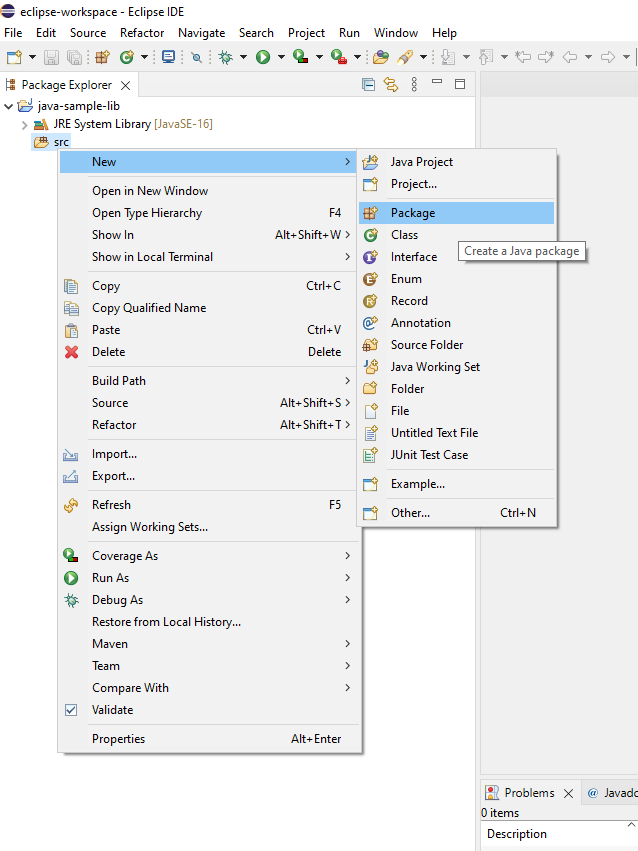 eclipse-workspace - Eclipse IDE
File Edit Source Refactor Navigate Search Project Run Window Help
Package Explorer
java-sample-lib
JRE System Library [JavaSE-16]
src
New
Open in New Window
Open Type Hierarchy F4
Show In Alt+Shift+W
Show in Local Terminal
Copy Ctrl+C
Copy Qualified Name
Paste Ctrl+V
Delete Delete
Build Path
Source Alt+Shift+S
Refactor Alt+Shift+T
Import...
Export...
Refresh F5
Assign Working Sets...
Coverage As
Run As
Debug As
Restore from Local History...
Maven
Team
Compare With
Validate
Properties Alt+Enter
Java Project
Project...
Package
Class
Create a Java package
Interface
Enum
Record
Annotation
Source Folder
Java Working Set
Folder
File
Untitled Text File
JUnit Test Case
Example...
Other... Ctrl+N
Problems @ Javado
0 items
Description